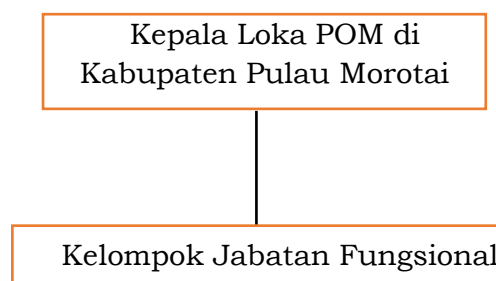 Kepala Loka POM di
Kabupaten Pulau Morotai
Kelompok Jabatan Fungsional